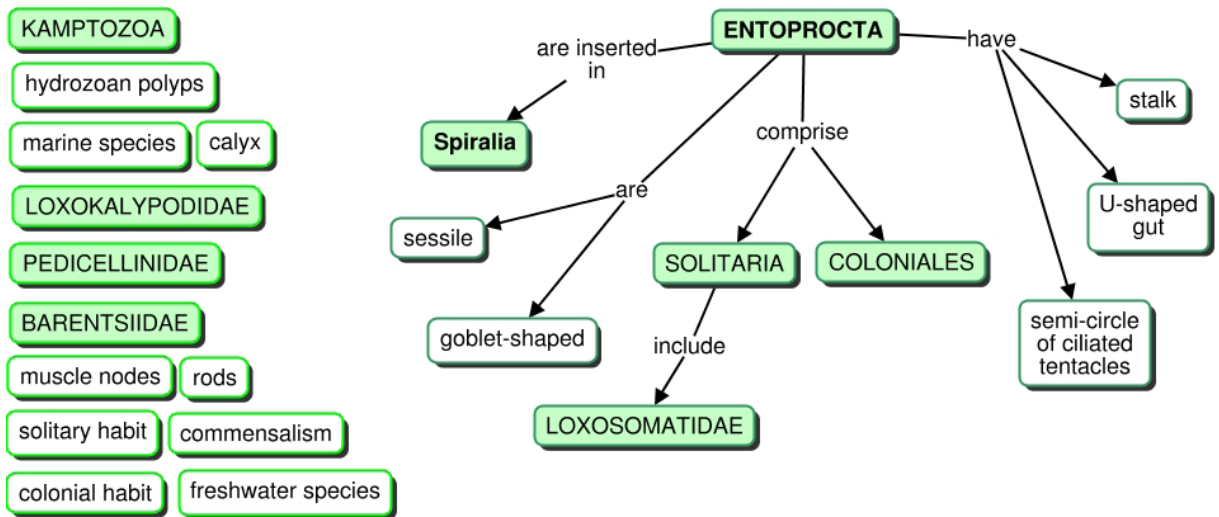 KAMPTOZOA
hydrozoan polyps
marine species
calyx
LOXOKALYPODIDAE
PEDICELLINIDAE
BARENTSIIDAE
muscle nodes
rods
solitary habit
commensalism
colonial habit
freshwater species
ENTOPROCTA
are inserted
in
Spiralia
are
sessile
goblet-shaped
comprise
SOLITARIA
COLONIALES
include
LOXOSOMATIDAE
have
stalk
U-shaped
gut
semi-circle
of ciliated
tentacles